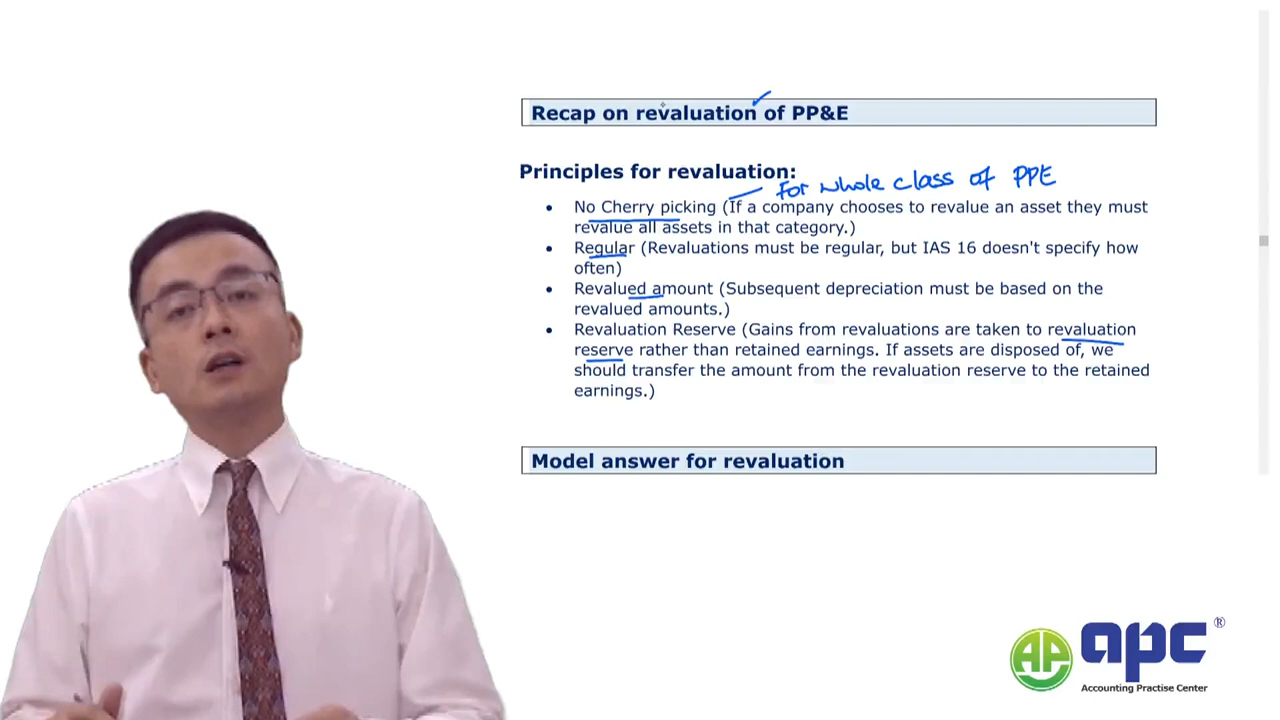 Recap on revaluation of PP&E
Principles for revaluation:
For whole class of PPE
• No Cherry picking (If a company chooses to revalue an asset they must
revalue all assets in that category.)
• Regular (Revaluations must be regular, but IAS 16 doesn't specify how
often)
• Revalued amount (Subsequent depreciation must be based on the
revalued amounts.)
• Revaluation Reserve (Gains from revaluations are taken to revaluation
reserve rather than retained earnings. If assets are disposed of, we
should transfer the amount from the revaluation reserve to the retained
earnings.)
Model answer for revaluation
AP
apc®
Accounting Practise Center